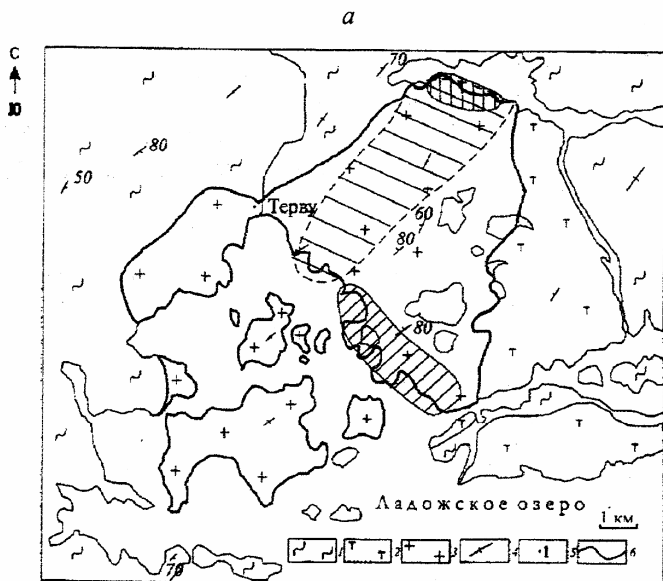 а
С
Ю
70
80
50
Терву
60
80
80
Ладожское озеро
1 км
1 2 3 4 1 5 6
70